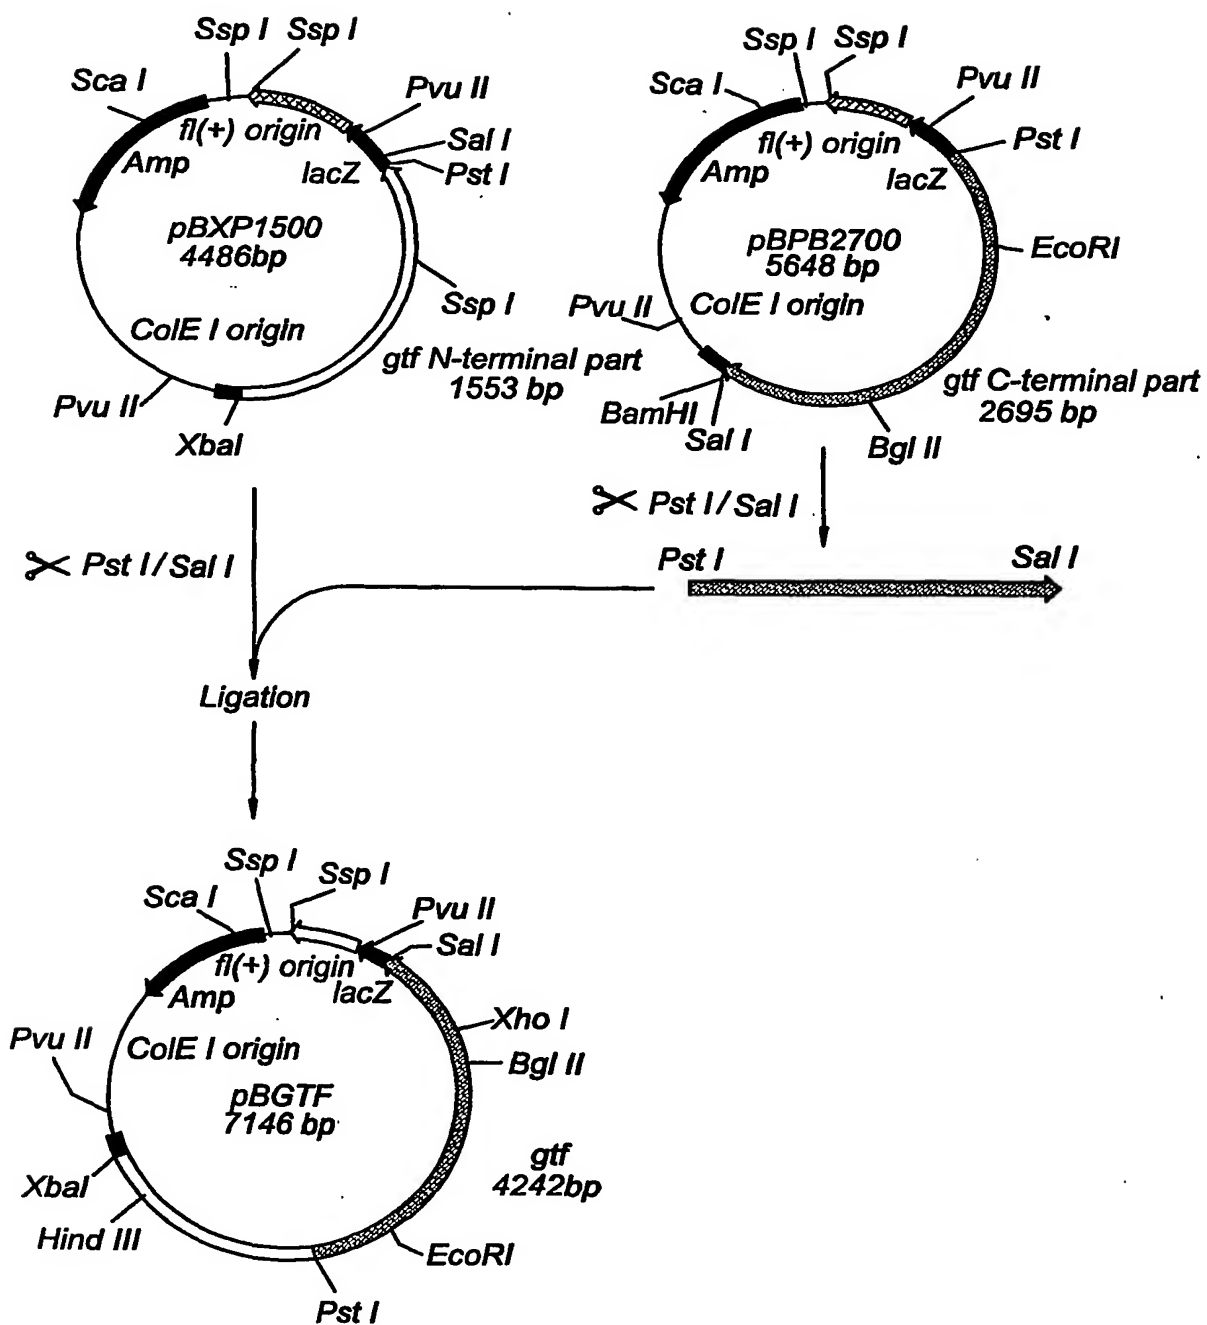 Ssp I
Ssp I
Sca I
Pvu II
Sal I
Pst I
fl(+) origin
Amp
lacZ
pBXP1500
4486bp
Ssp I
ColE I origin
gtf N-terminal part
1553 bp
Pvu II
XbaI
Ssp I
Ssp I
Sca I
Pvu II
Pst I
fl(+) origin
Amp
lacZ
pBPB2700
5648 bp
EcoRI
Pvu II
ColE I origin
gtf C-terminal part
2695 bp
BamHI
Sal I
Bgl II
Pst I / Sal I
Pst I / Sal I
Pst I
Sal I
Ligation
Ssp I
Ssp I
Sca I
Pvu II
Sal I
fl(+) origin
Amp
lacZ
Xho I
Pvu II
ColE I origin
Bgl II
pBGTF
7146 bp
gtf
4242bp
XbaI
Hind III
EcoRI
Pst I